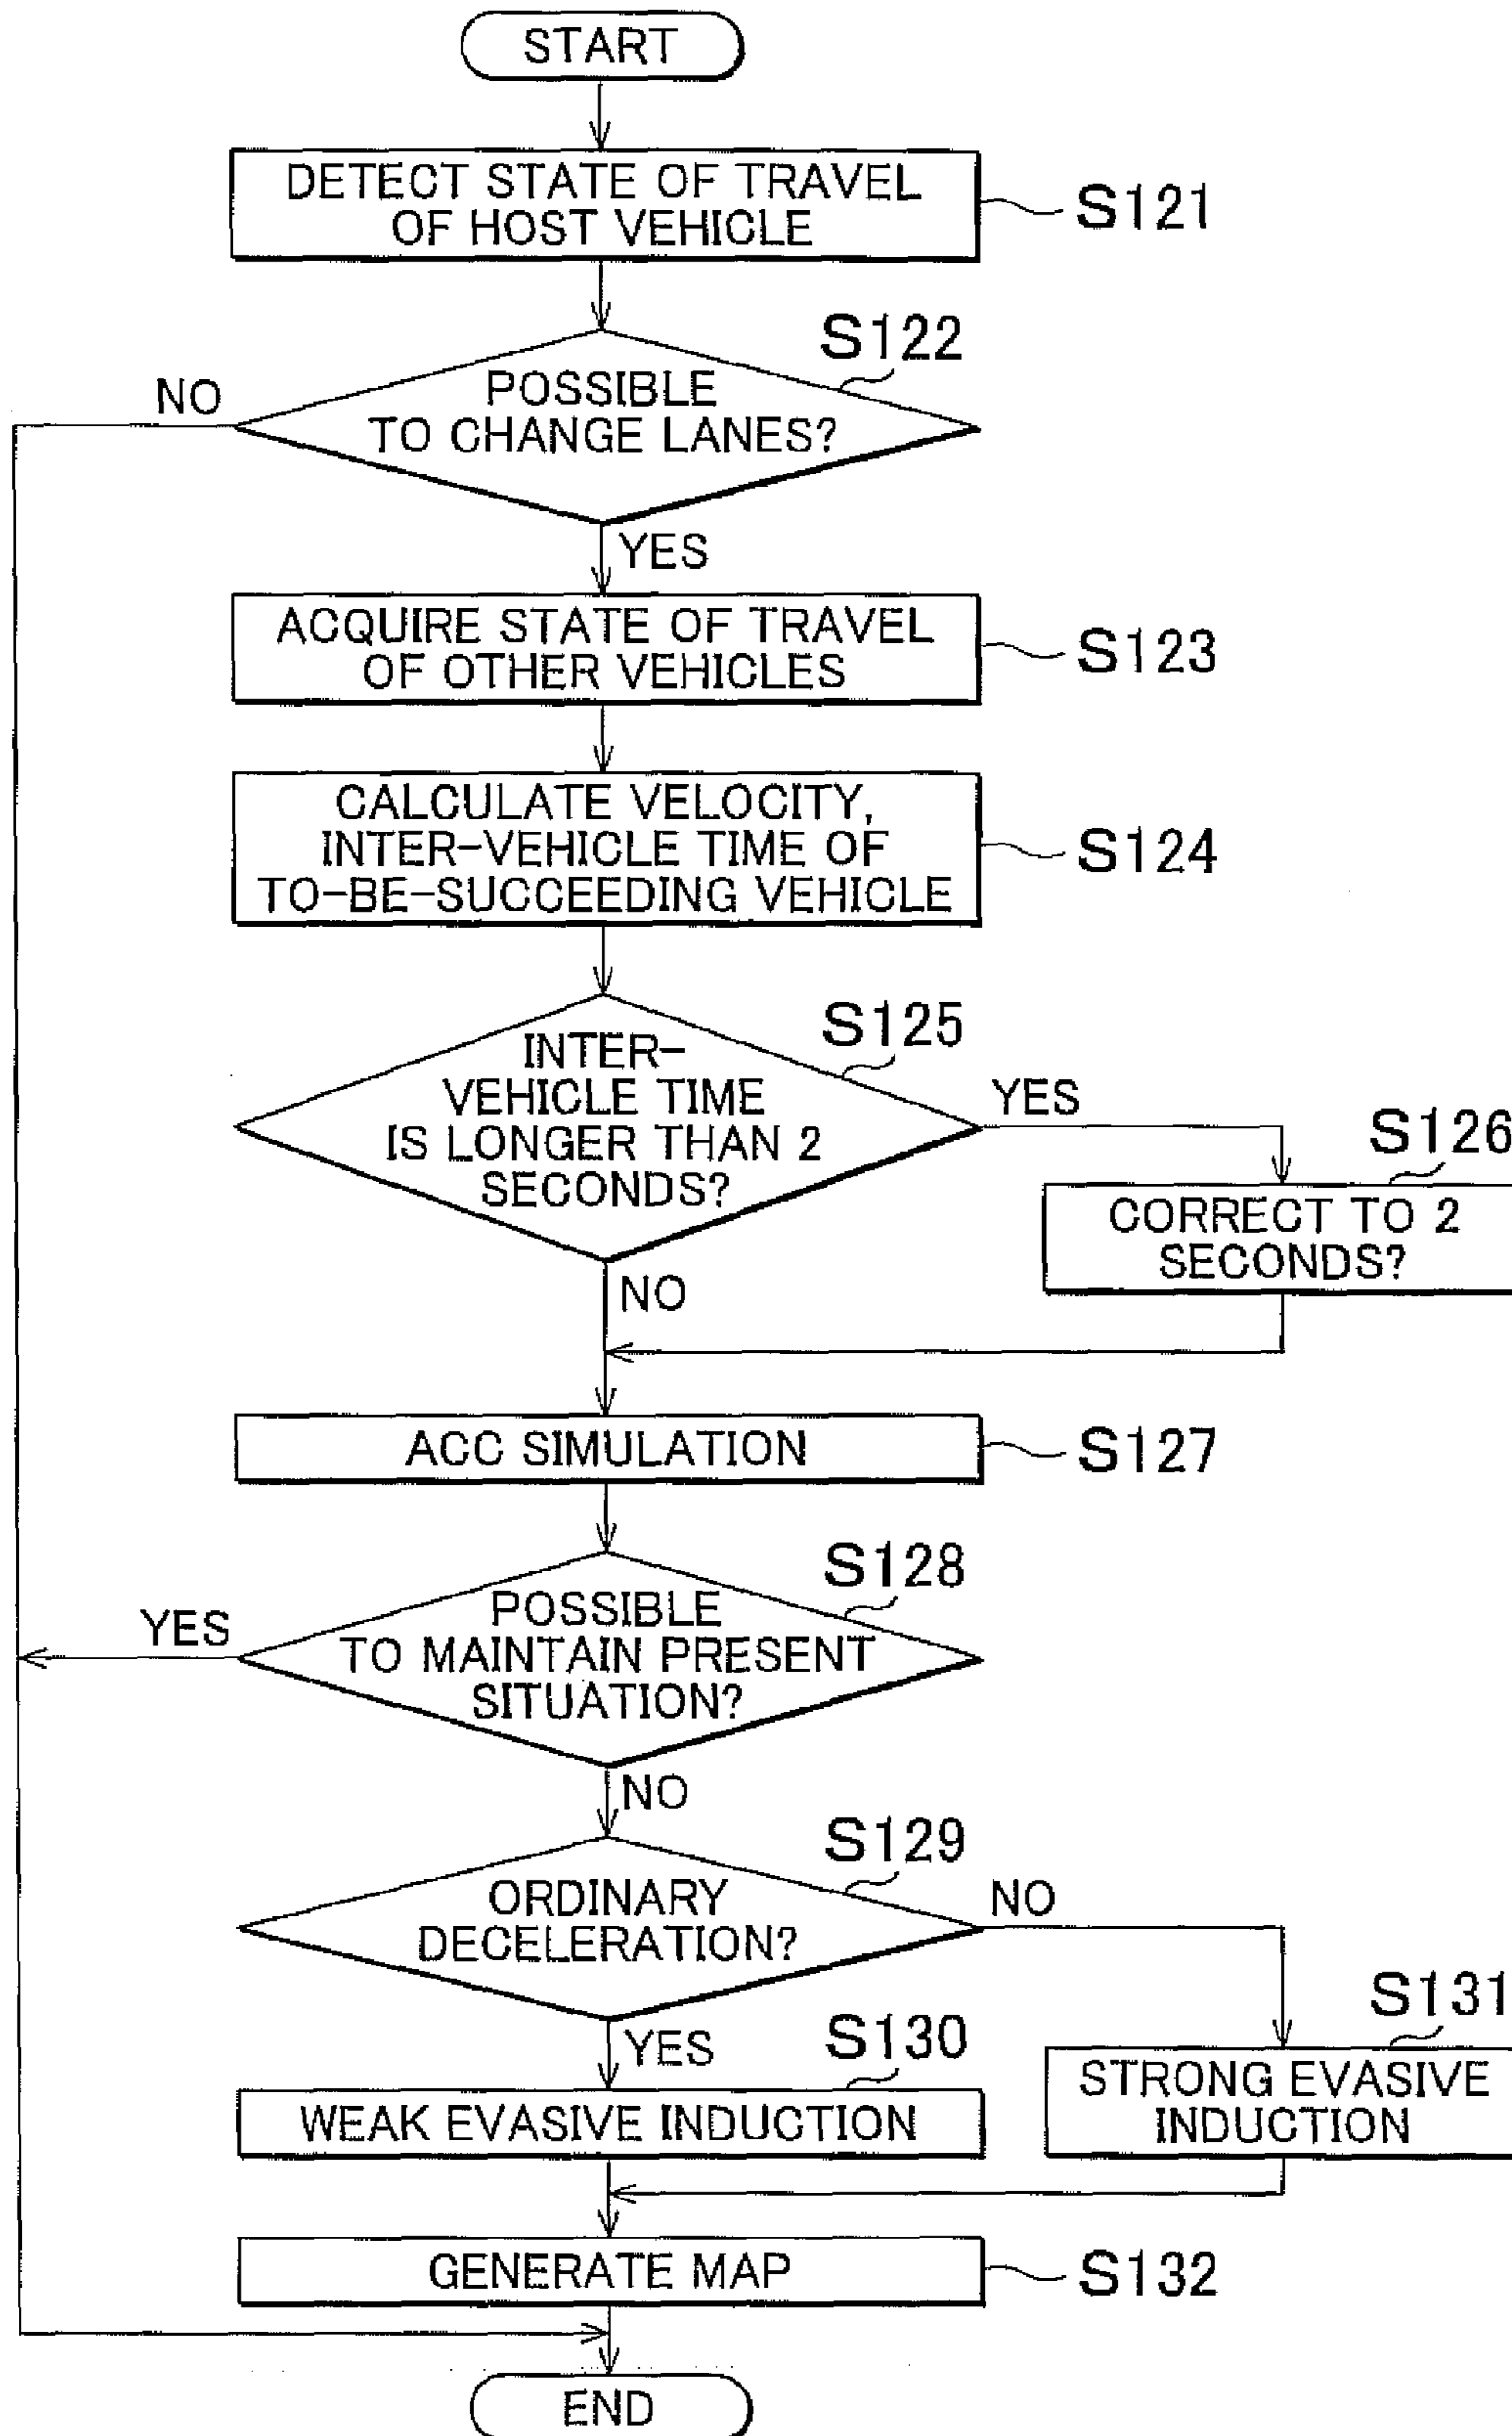 START
DETECT STATE OF TRAVEL
OF HOST VEHICLE
S121
S122
POSSIBLE
TO CHANGE LANES?
NO
YES
ACQUIRE STATE OF TRAVEL
OF OTHER VEHICLES
S123
CALCULATE VELOCITY,
INTER-VEHICLE TIME OF
TO-BE-SUCCEEDING VEHICLE
S124
S125
INTER-
VEHICLE TIME
IS LONGER THAN 2
SECONDS?
YES
S126
CORRECT TO 2
SECONDS?
NO
ACC SIMULATION
S127
S128
POSSIBLE
TO MAINTAIN PRESENT
SITUATION?
YES
NO
S129
ORDINARY
DECELERATION?
NO
S131
STRONG EVASIVE
INDUCTION
YES
S130
WEAK EVASIVE INDUCTION
GENERATE MAP
S132
END